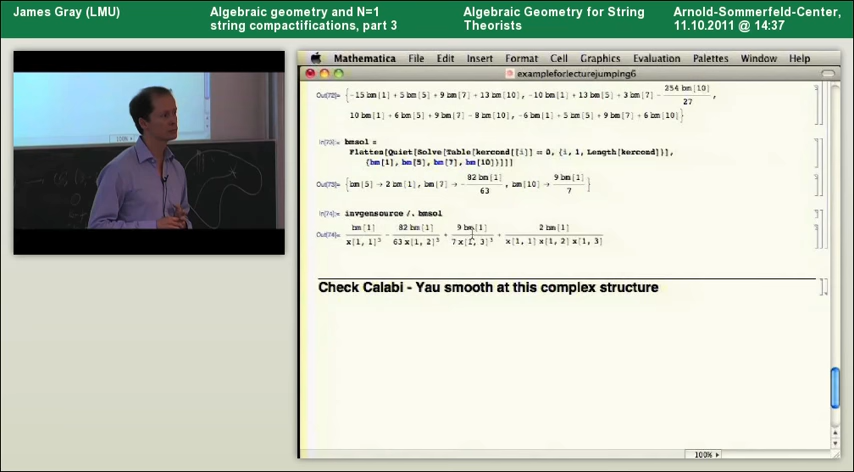 James Gray (LMU)
Algebraic geometry and N=1
string compactifications, part 3
Algebraic Geometry for String
Theorists
Arnold-Sommerfeld-Center,
11.10.2011 @ 14:37
Mathematica File Edit Insert Format Cell Graphics Evaluation Palettes Window Help
exampleforlecturejumping6
Out[72]= {-15 bm[1] + 5 bm[5] + 9 bm[7] + 13 bm[10], -10 bm[1] + 13 bm[5] + 3 bm[7] - 254 bm[10] / 27,
10 bm[1] + 6 bm[5] + 9 bm[7] - 8 bm[10], -6 bm[1] + 5 bm[5] + 9 bm[7] + 6 bm[10]}
In[73]:= bmsol =
Flatten[Quiet[Solve[Table[kercond[[i]] = 0, {i, 1, Length[kercond]}],
{bm[1], bm[5], bm[7], bm[10]}]]]
Out[73]= {bm[5] → 2 bm[1], bm[7] → - 82 bm[1] / 63, bm[10] → 9 bm[1] / 7}
In[74]:= invgensource /. bmsol
Out[74]= bm[1] / x[1, 1]³ - 82 bm[1] / 63 x[1, 2]³ + 9 bm[1] / 7 x[1, 3]³ + 2 bm[1] / x[1, 1] x[1, 2] x[1, 3]
Check Calabi - Yau smooth at this complex structure
100%